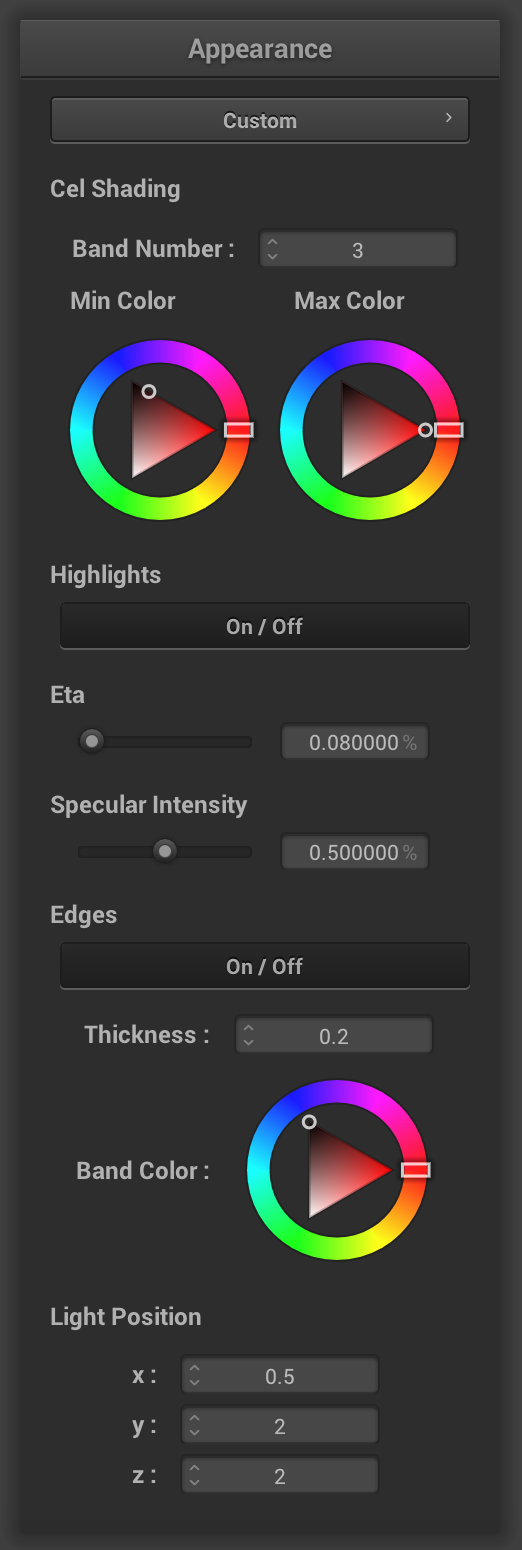 Appearance
Custom
Cel Shading
Band Number : 3
Min Color Max Color
Highlights
On / Off
Eta
0.080000 %
Specular Intensity
0.500000 %
Edges
On / Off
Thickness : 0.2
Band Color :
Light Position
x : 0.5
y : 2
z : 2